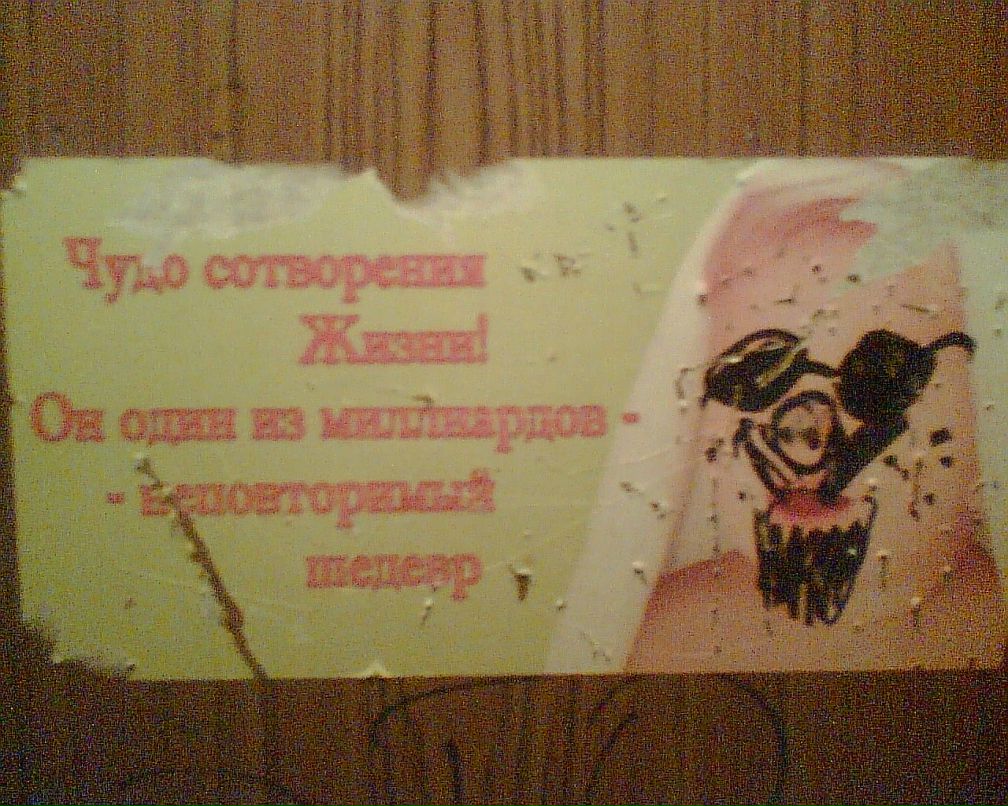 Чудо сотворения
Жизни!
Он один из миллиардов -
- неповторимый
шедевр